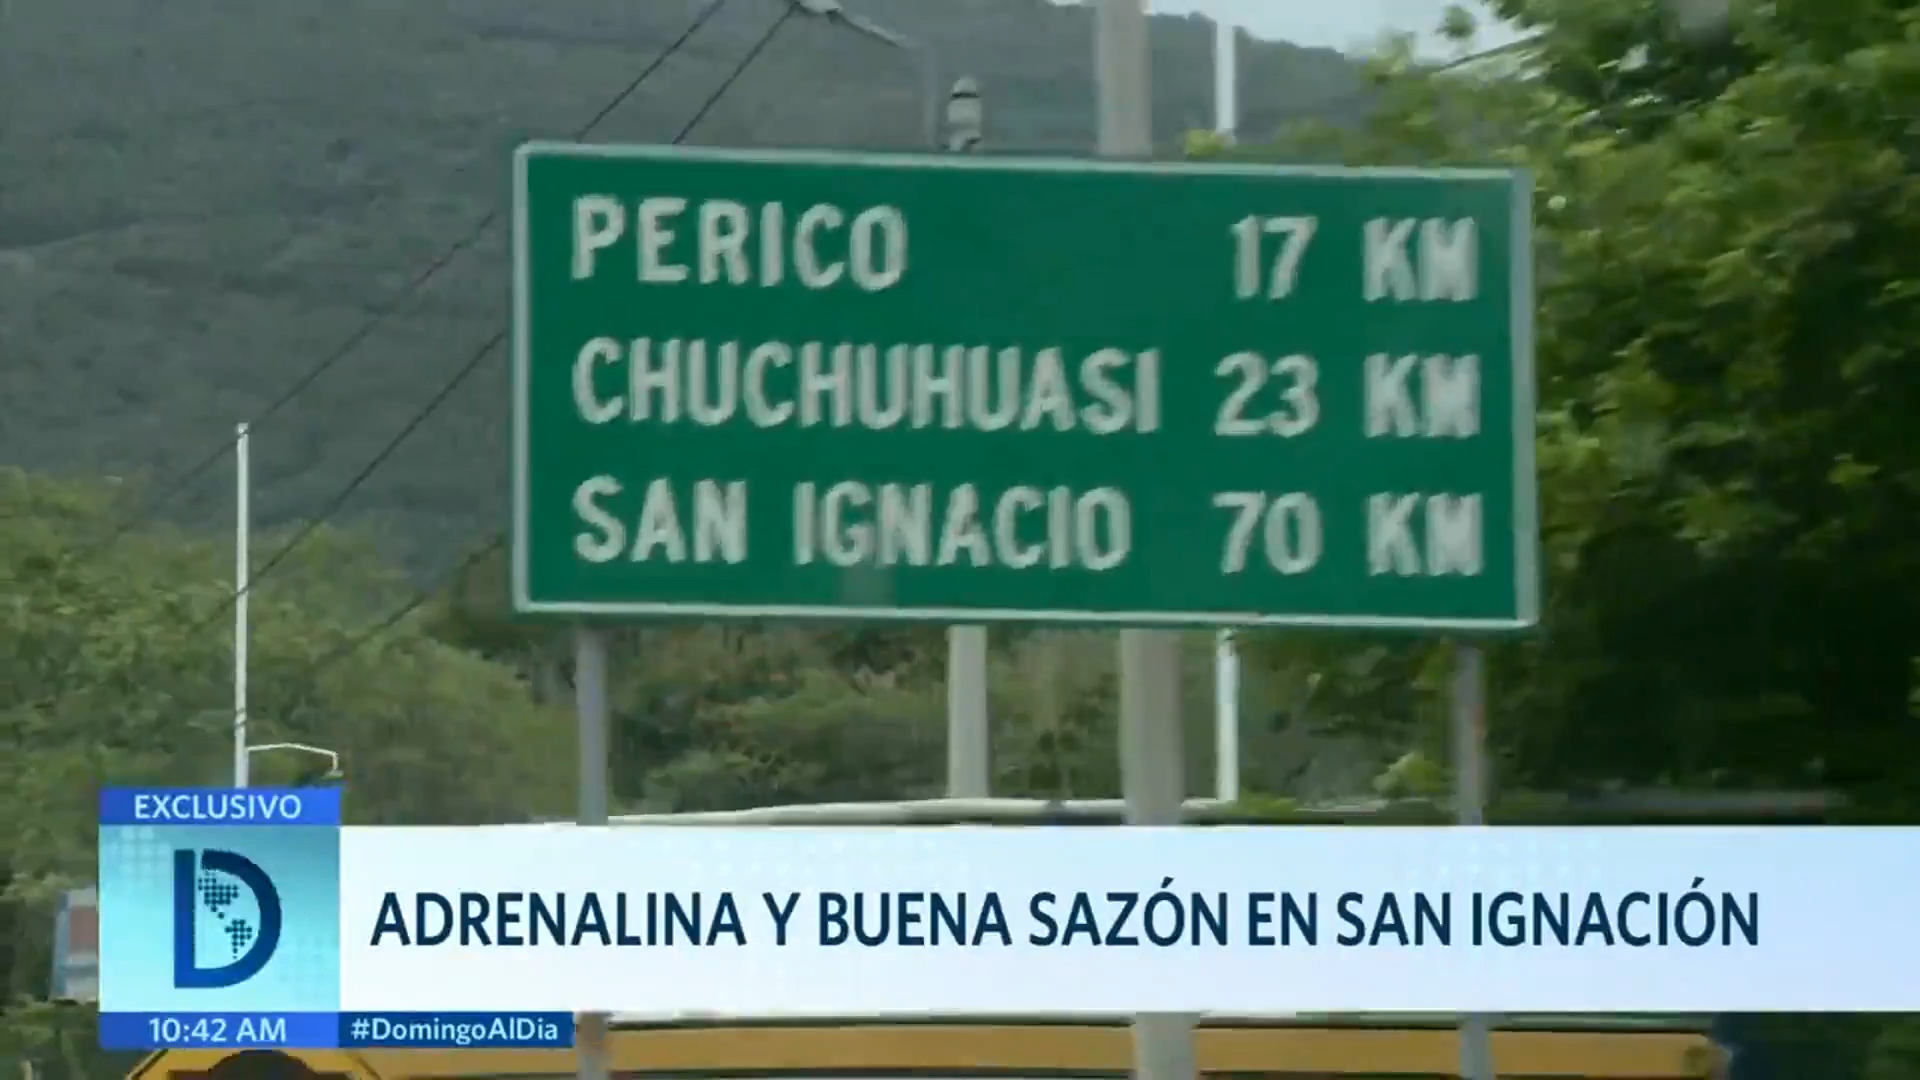 PERICO 17 KM
CHUCHUHUASI 23 KM
SAN IGNACIO 70 KM
EXCLUSIVO
D
ADRENALINA Y BUENA SAZÓN EN SAN IGNACIÓN
10:42 AM #DomingoAlDia